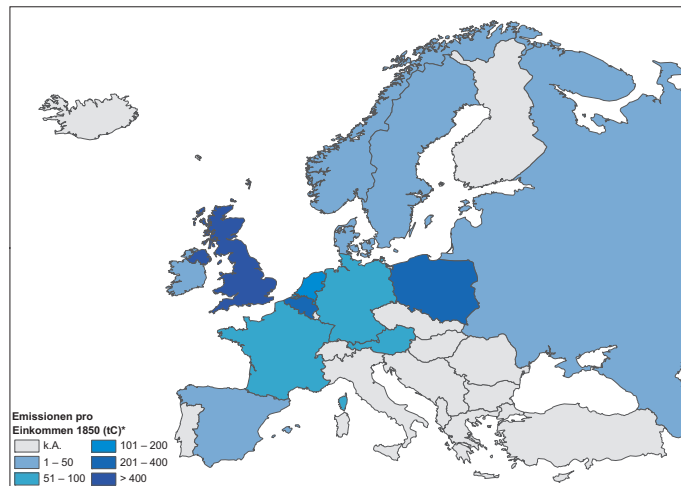 Emissionen pro
Einkommen 1850 (tC)*
k.A.
1 – 50
51 – 100
101 – 200
201 – 400
> 400